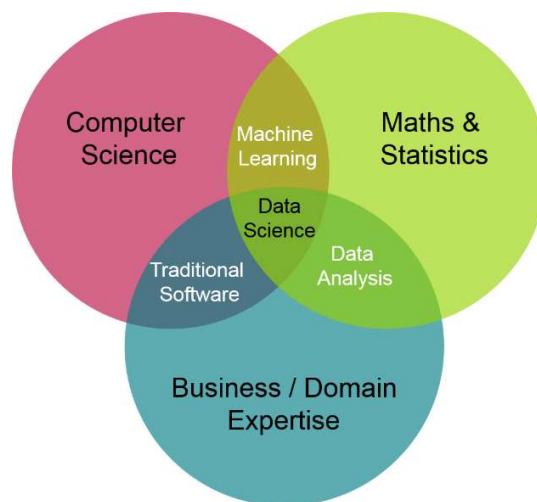 Computer
Science
Machine
Learning
Maths &
Statistics
Data
Science
Traditional
Software
Data
Analysis
Business / Domain
Expertise